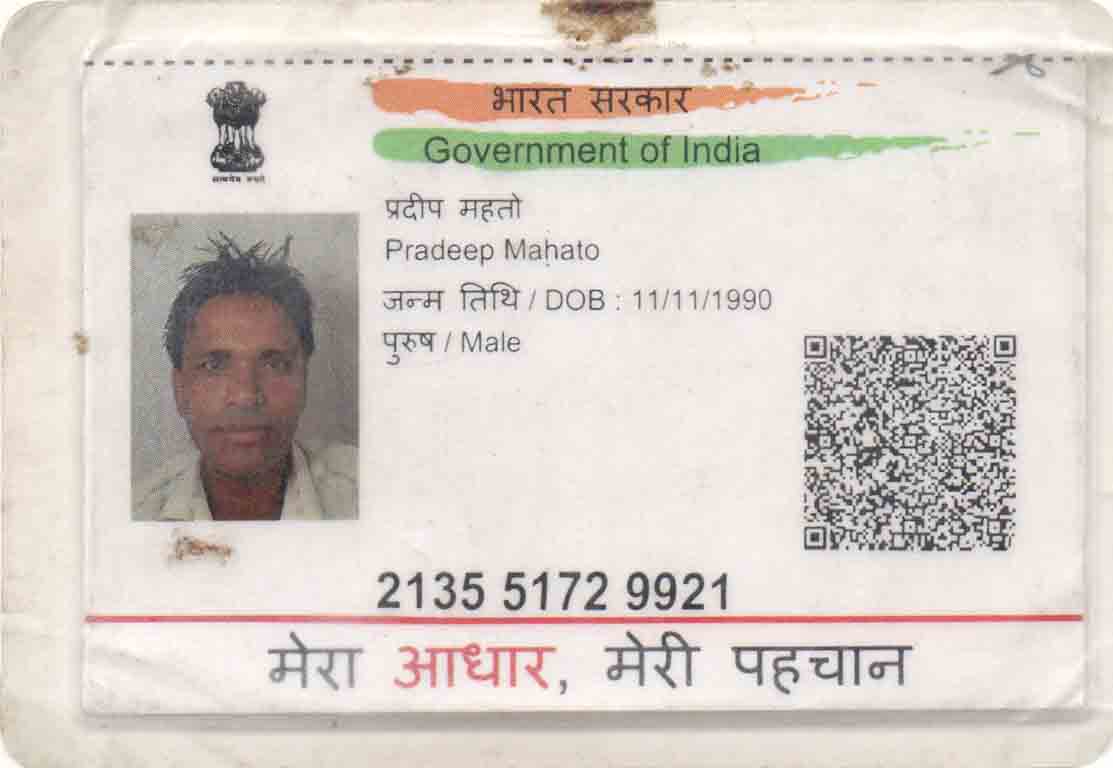 भारत सरकार
Government of India
सत्यमेव जयते
प्रदीप महतो
Pradeep Mahato
जन्म तिथि / DOB : 11/11/1990
पुरुष / Male
2135 5172 9921
मेरा आधार, मेरी पहचान